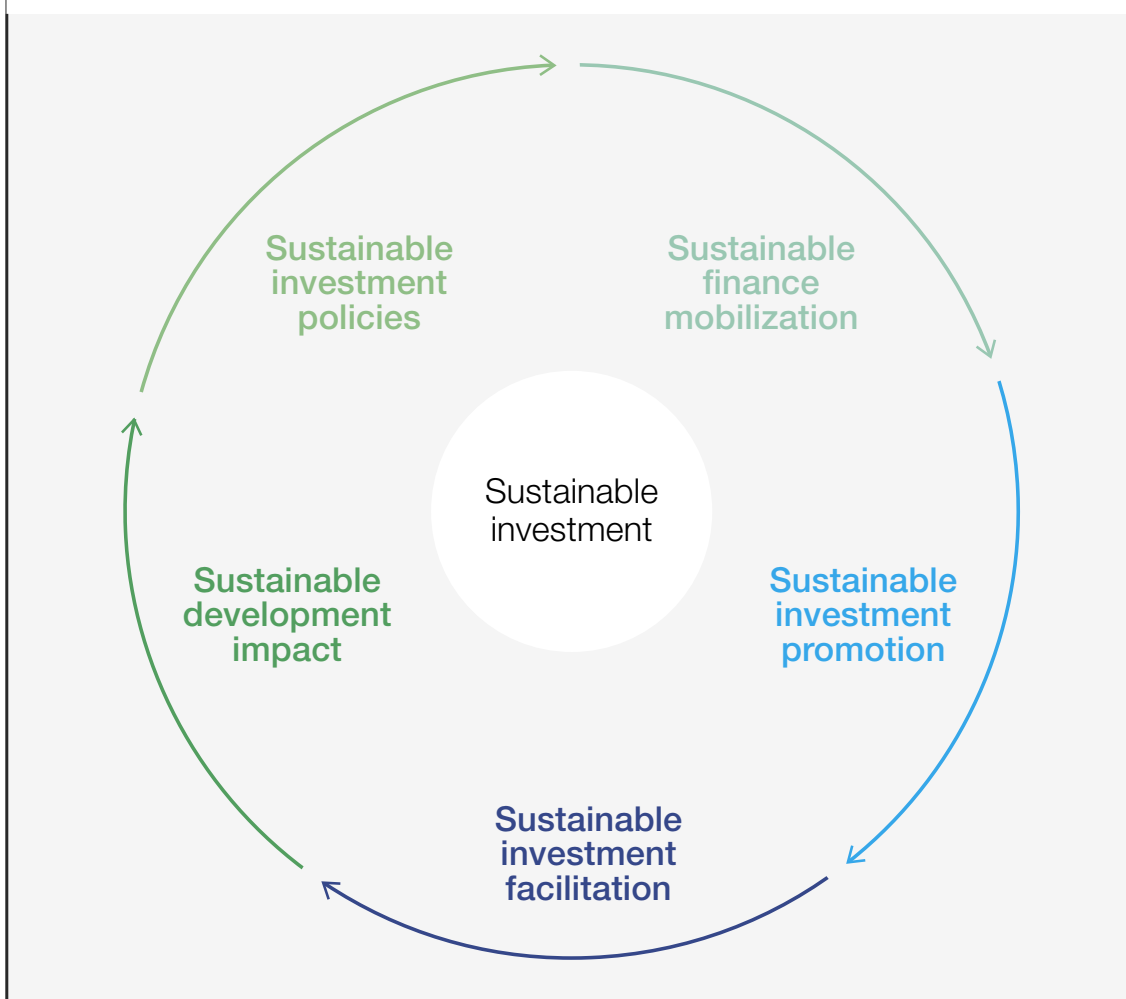 Sustainable
investment
policies
Sustainable
finance
mobilization
Sustainable
investment
Sustainable
development
impact
Sustainable
investment
promotion
Sustainable
investment
facilitation